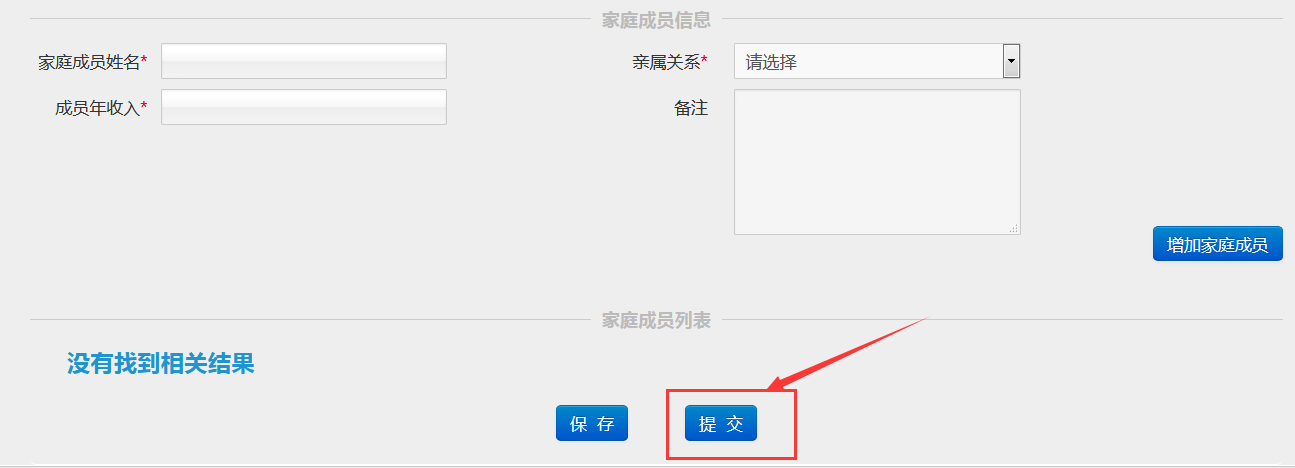 家庭成员信息
家庭成员姓名* 亲属关系* 请选择
成员年收入* 备注
增加家庭成员
家庭成员列表
没有找到相关结果
保 存 提 交